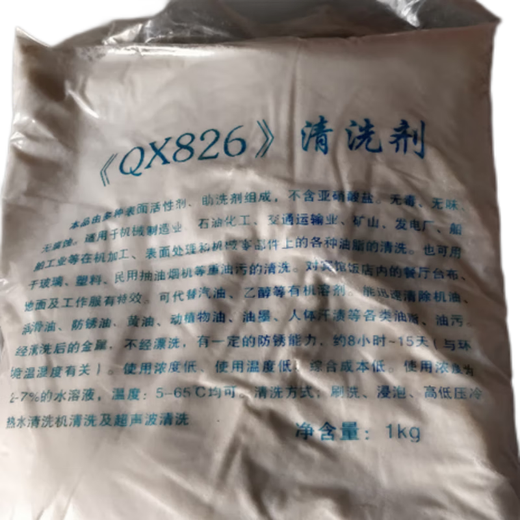 《QX826》清洗剂
本品由多种表面活性剂、助洗剂组成，不含亚硝酸盐、无毒、无味
无腐蚀。适用于机械制造业、石油化工、交通运输业、矿山、发电厂、船
舶工业等在机加工、表面处理和机械零部件上的各种油脂的清洗。也可用
于玻璃、塑料、民用抽油烟机等重油污的清洗。对宾馆饭店内的餐厅台布、
地面及工作服有特效，可代替汽油、乙醇等有机溶剂。能迅速清除机油、
润滑油、防锈油、黄油、动植物油、油墨、人体汗渍等各类油脂、油污。
经漂洗后的金属，不经漂洗，有一定的防锈能力，约8小时-15天（与环
境温湿度有关）。使用浓度低、使用温度低、综合成本低。使用浓度为
2-7%的水溶液，温度：5-65℃均可。清洗方式：刷洗、浸泡、高低压冷
热水清洗机清洗及超声波清洗
净含量：1kg